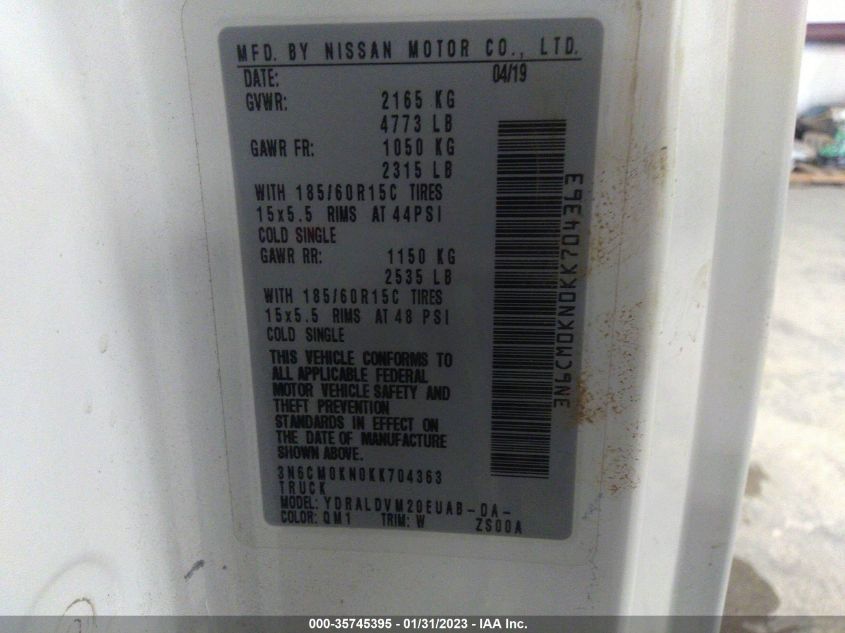 MFD. BY NISSAN MOTOR CO., LTD.
DATE: 04/19
GVWR: 2165 KG
4773 LB
GAWR FR: 1050 KG
2315 LB
WITH 185/60R15C TIRES
15x5.5 RIMS AT 44PSI
COLD SINGLE
GAWR RR: 1150 KG
2535 LB
WITH 185/60R15C TIRES
15x5.5 RIMS AT 48 PSI
COLD SINGLE
THIS VEHICLE CONFORMS TO
ALL APPLICABLE FEDERAL
MOTOR VEHICLE SAFETY AND
THEFT PREVENTION
STANDARDS IN EFFECT ON
THE DATE OF MANUFACTURE
SHOWN ABOVE.
3N6CM0KN0KK704363
TRUCK
MODEL: YDRALDVM20EUAB-DA-
COLOR: QM1 TRIM: W ZS00A
3N6CM0KN0KK704363
000-35745395 - 01/31/2023 - IAA Inc.